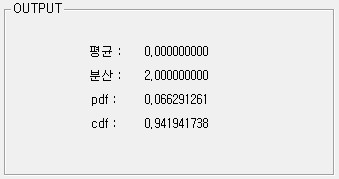 OUTPUT
평균 : 0,000000000
분산 : 2,000000000
pdf : 0,066291261
cdf : 0,941941738